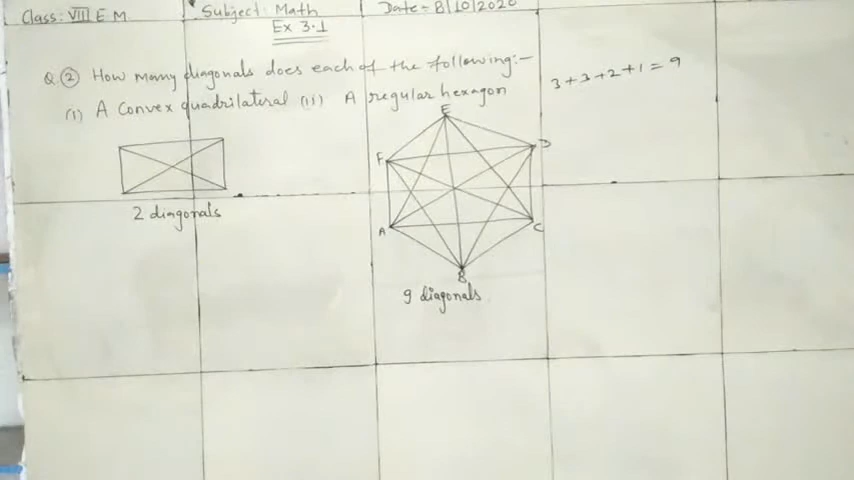 Class: VIII E M Subject: Math Date = 8/10/2020
Ex 3.1
Q.② How many diagonals does each of the following:-
(i) A Convex quadrilateral (ii) A regular hexagon
3+3+2+1=9
E
F D
A C
B
2 diagonals
9 diagonals